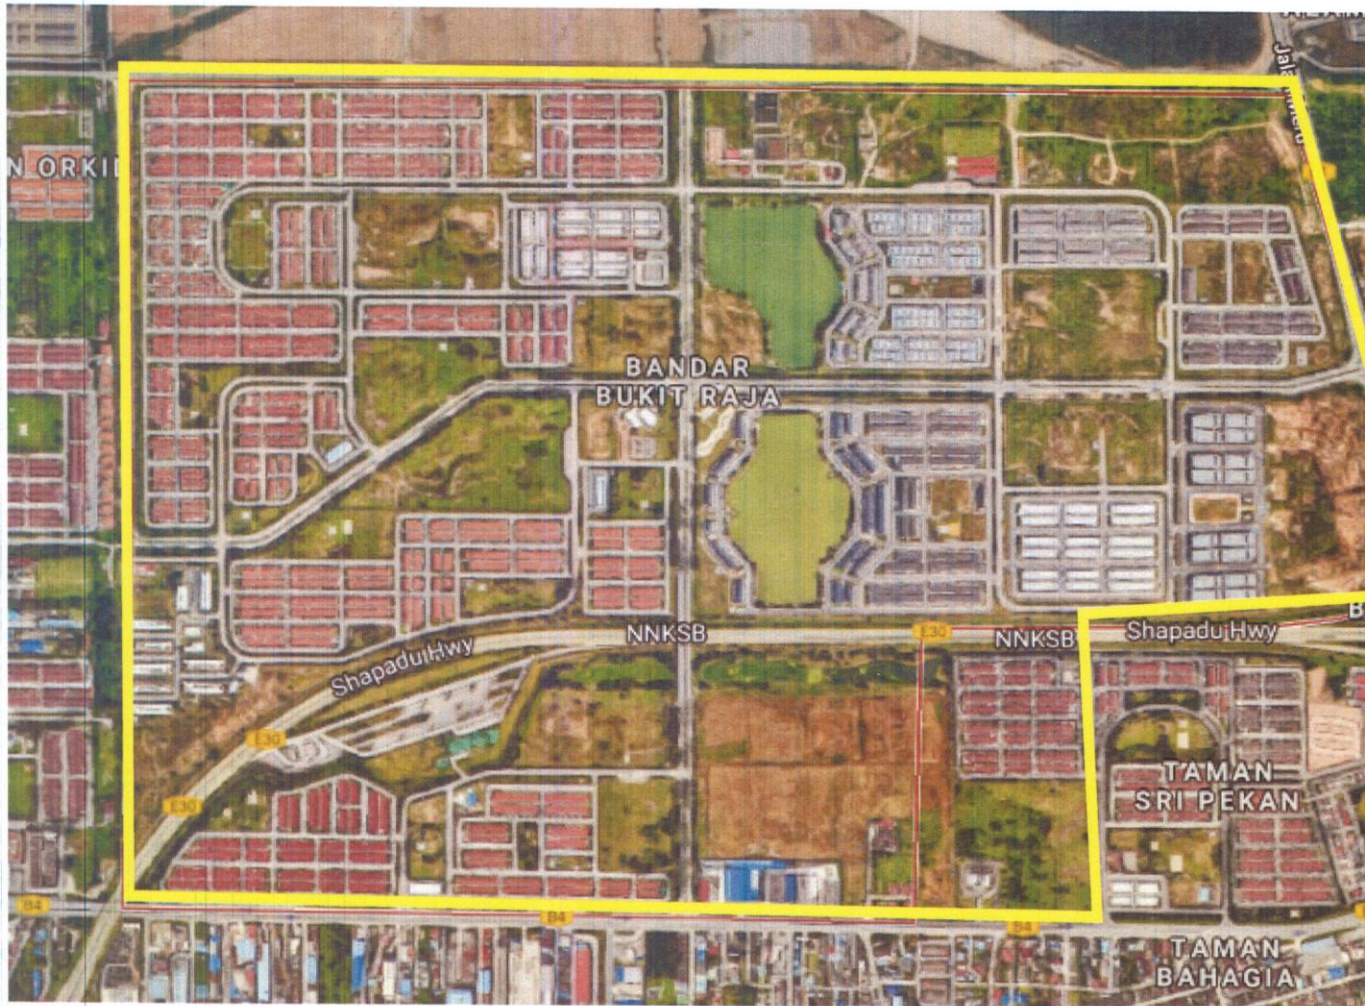 N ORKI
BANDAR
BUKIT RAJA
NNKSB
E30
NNKSB
Shapadu Hwy
Shapadu Hwy
E30
E30
TAMAN
SRI PEKAN
B4
B4
B4
TAMAN
BAHAGIA